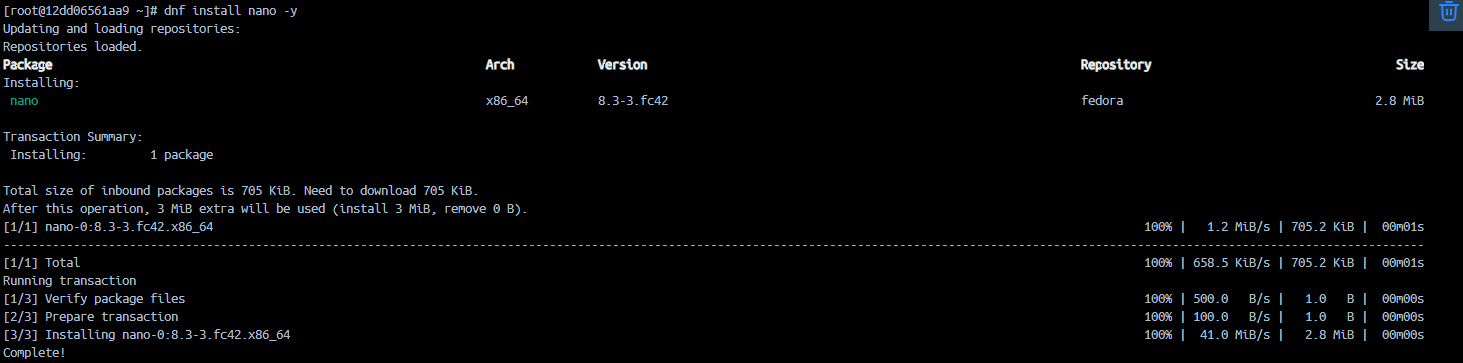 [root@12dd06561aa9 ~]# dnf install nano -y
Updating and loading repositories:
Repositories loaded.
Package Arch Version Repository Size
Installing:
nano x86_64 8.3-3.fc42 fedora 2.8 MiB
Transaction Summary:
Installing: 1 package
Total size of inbound packages is 705 KiB. Need to download 705 KiB.
After this operation, 3 MiB extra will be used (install 3 MiB, remove 0 B).
[1/1] nano-0:8.3-3.fc42.x86_64 100% | 1.2 MiB/s | 705.2 KiB | 00m01s
--------------------------------------------------------------------------------
[1/1] Total 100% | 658.5 KiB/s | 705.2 KiB | 00m01s
Running transaction
[1/3] Verify package files 100% | 500.0 B/s | 1.0 B | 00m00s
[2/3] Prepare transaction 100% | 100.0 B/s | 1.0 B | 00m00s
[3/3] Installing nano-0:8.3-3.fc42.x86_64 100% | 41.0 MiB/s | 2.8 MiB | 00m00s
Complete!